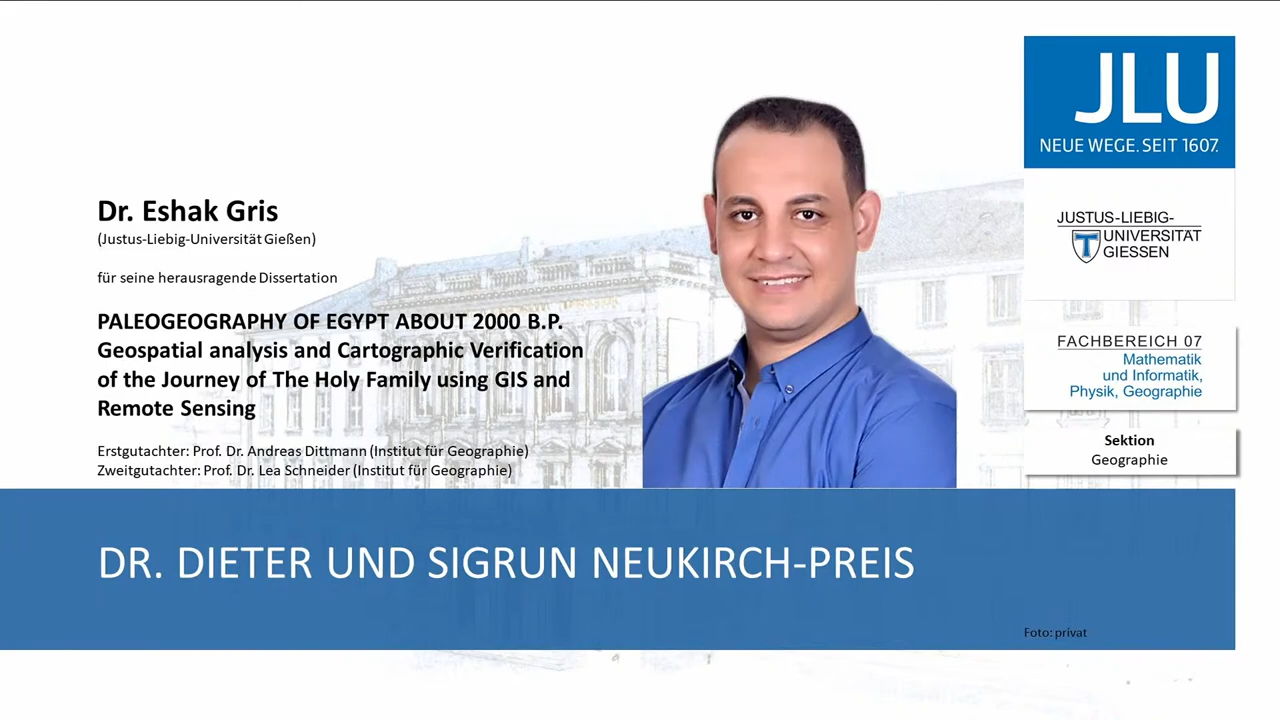 Dr. Eshak Gris
(Justus-Liebig-Universität Gießen)
für seine herausragende Dissertation
PALEOGEOGRAPHY OF EGYPT ABOUT 2000 B.P.
Geospatial analysis and Cartographic Verification
of the Journey of The Holy Family using GIS and
Remote Sensing
Erstgutachter: Prof. Dr. Andreas Dittmann (Institut für Geographie)
Zweitgutachter: Prof. Dr. Lea Schneider (Institut für Geographie)
JLU
NEUE WEGE. SEIT 1607.
JUSTUS-LIEBIG-
UNIVERSITÄT
GIESSEN
FACHBEREICH 07
Mathematik
und Informatik,
Physik, Geographie
Sektion
Geographie
DR. DIETER UND SIGRUN NEUKIRCH-PREIS
Foto: privat